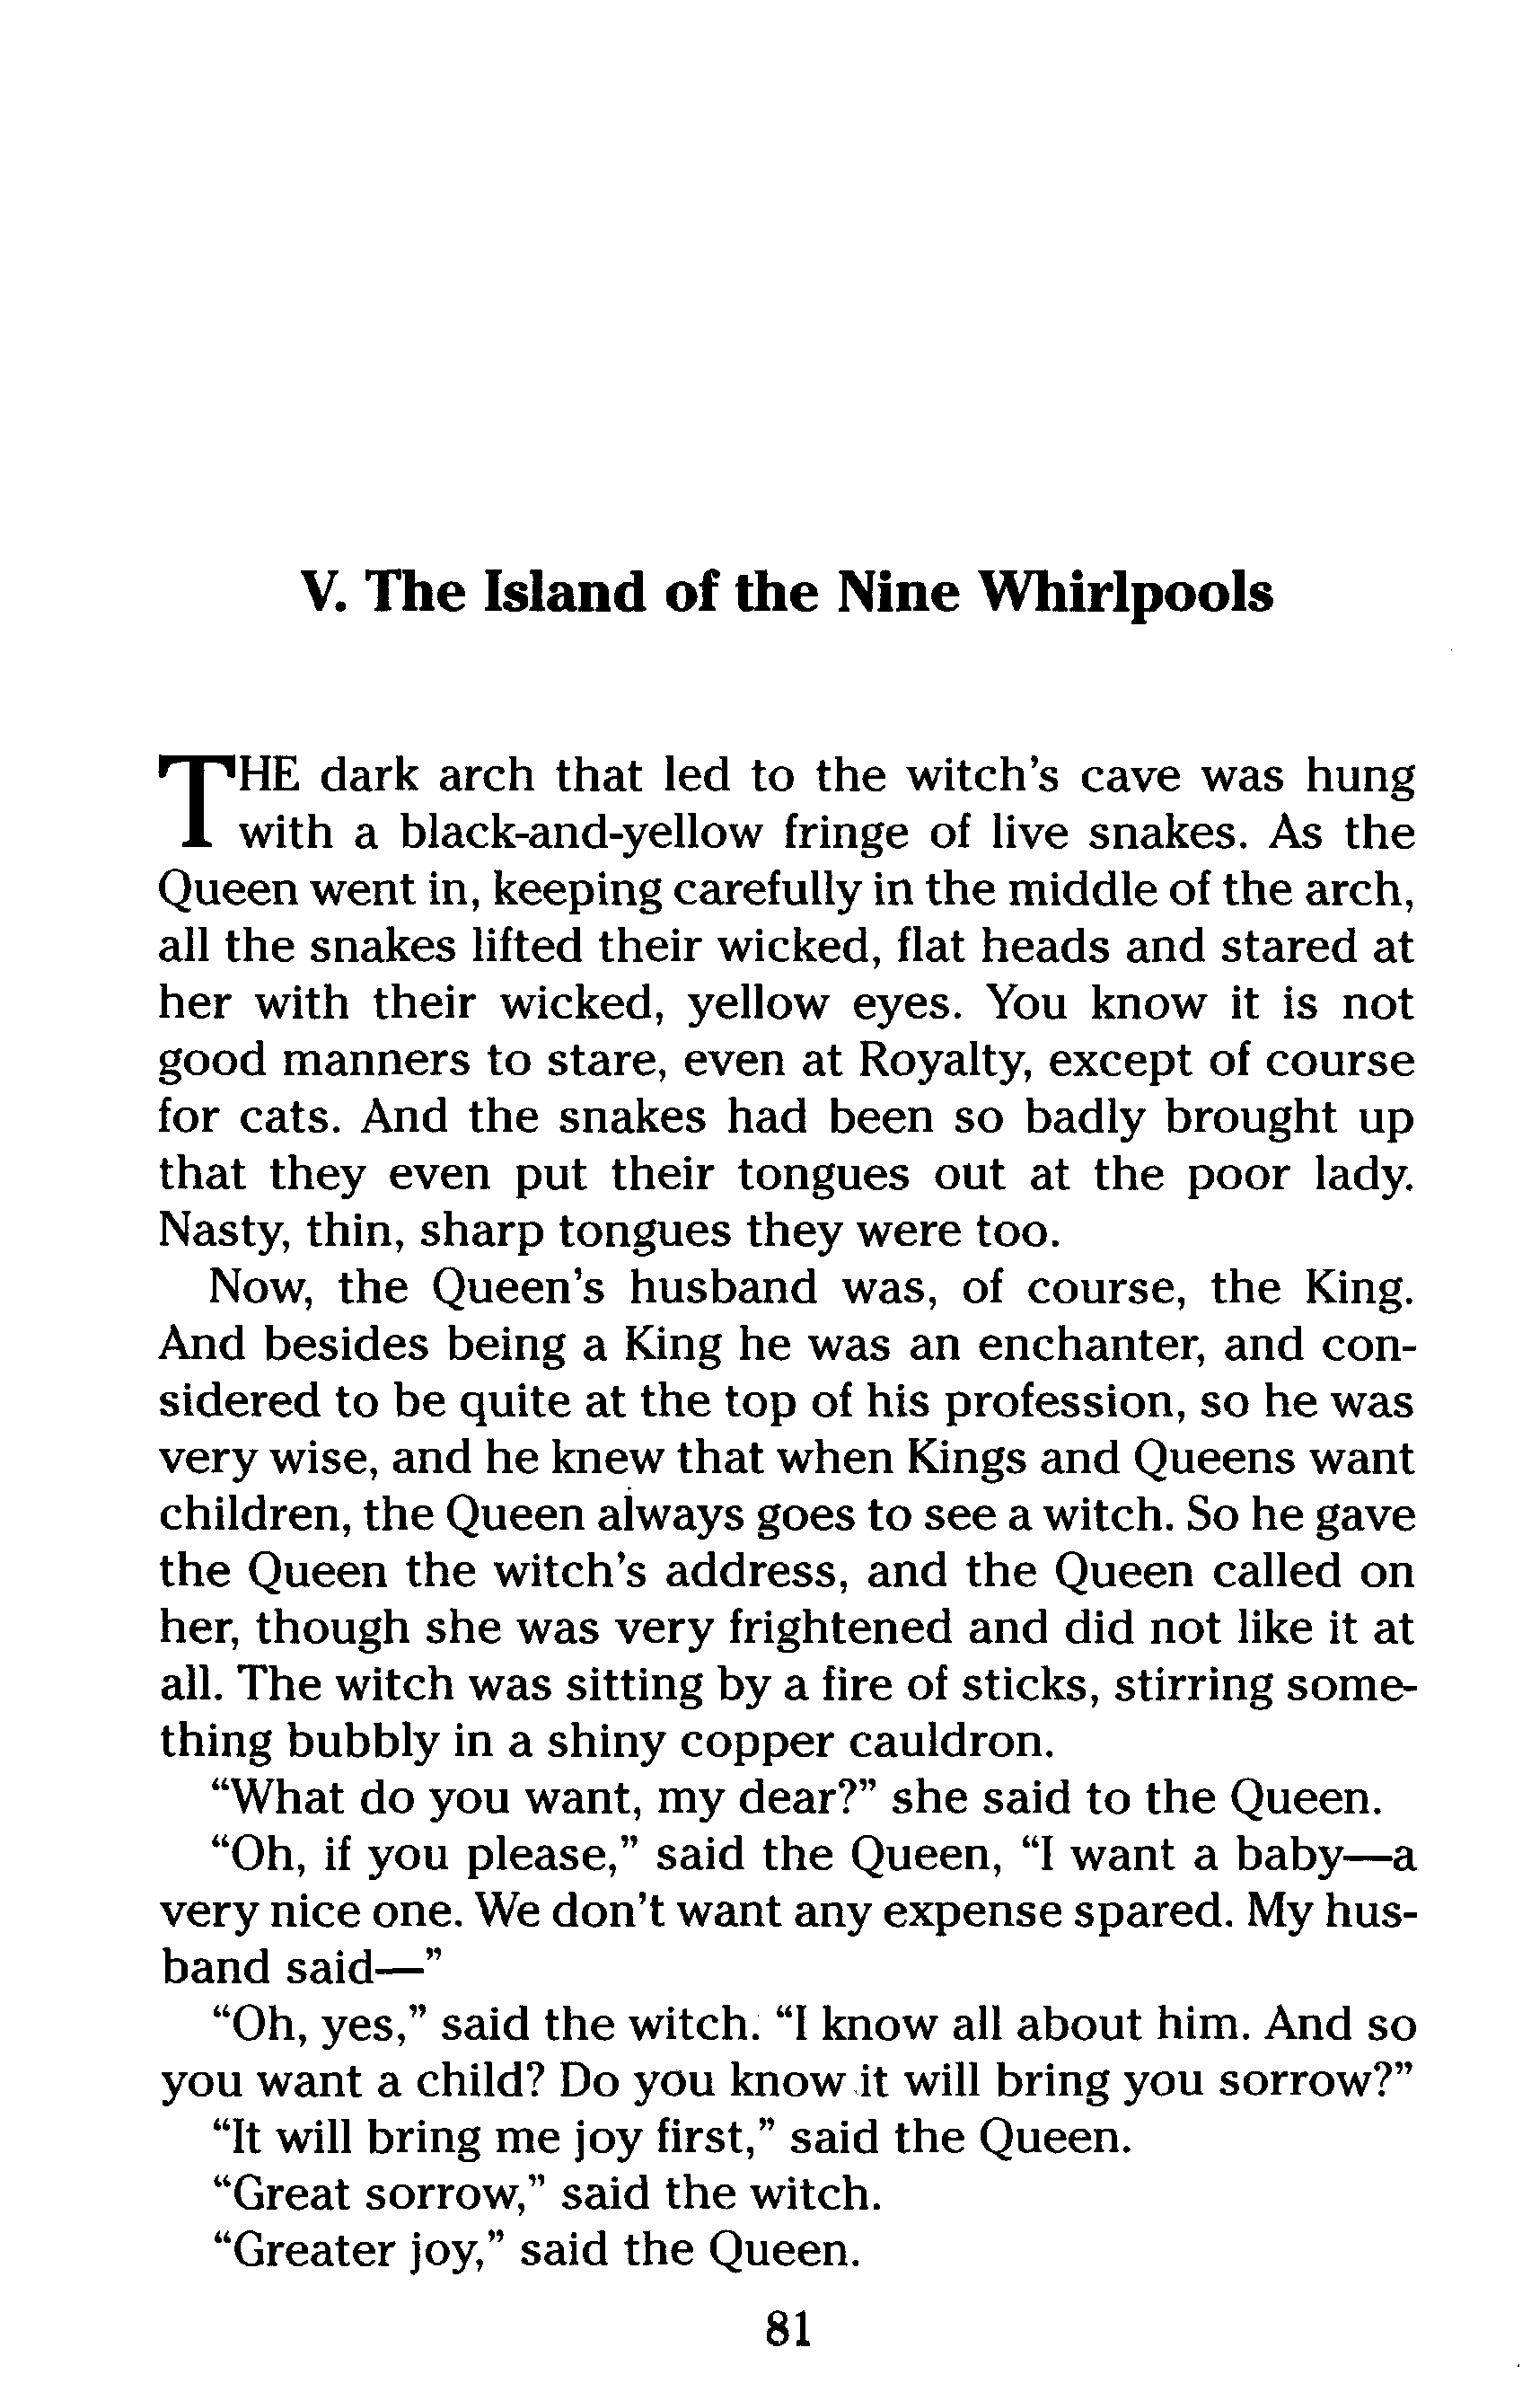 V. The Island of the Nine Whirlpools
THE dark arch that led to the witch's cave was hung
with a black-and-yellow fringe of live snakes. As the
Queen went in, keeping carefully in the middle of the arch,
all the snakes lifted their wicked, flat heads and stared at
her with their wicked, yellow eyes. You know it is not
good manners to stare, even at Royalty, except of course
for cats. And the snakes had been so badly brought up
that they even put their tongues out at the poor lady.
Nasty, thin, sharp tongues they were too.
Now, the Queen's husband was, of course, the King.
And besides being a King he was an enchanter, and con-
sidered to be quite at the top of his profession, so he was
very wise, and he knew that when Kings and Queens want
children, the Queen always goes to see a witch. So he gave
the Queen the witch's address, and the Queen called on
her, though she was very frightened and did not like it at
all. The witch was sitting by a fire of sticks, stirring some-
thing bubbly in a shiny copper cauldron.
“What do you want, my dear?” she said to the Queen.
“Oh, if you please,” said the Queen, “I want a baby—a
very nice one. We don't want any expense spared. My hus-
band said—”
“Oh, yes,” said the witch. “I know all about him. And so
you want a child? Do you know it will bring you sorrow?”
“It will bring me joy first,” said the Queen.
“Great sorrow,” said the witch.
“Greater joy,” said the Queen.
81